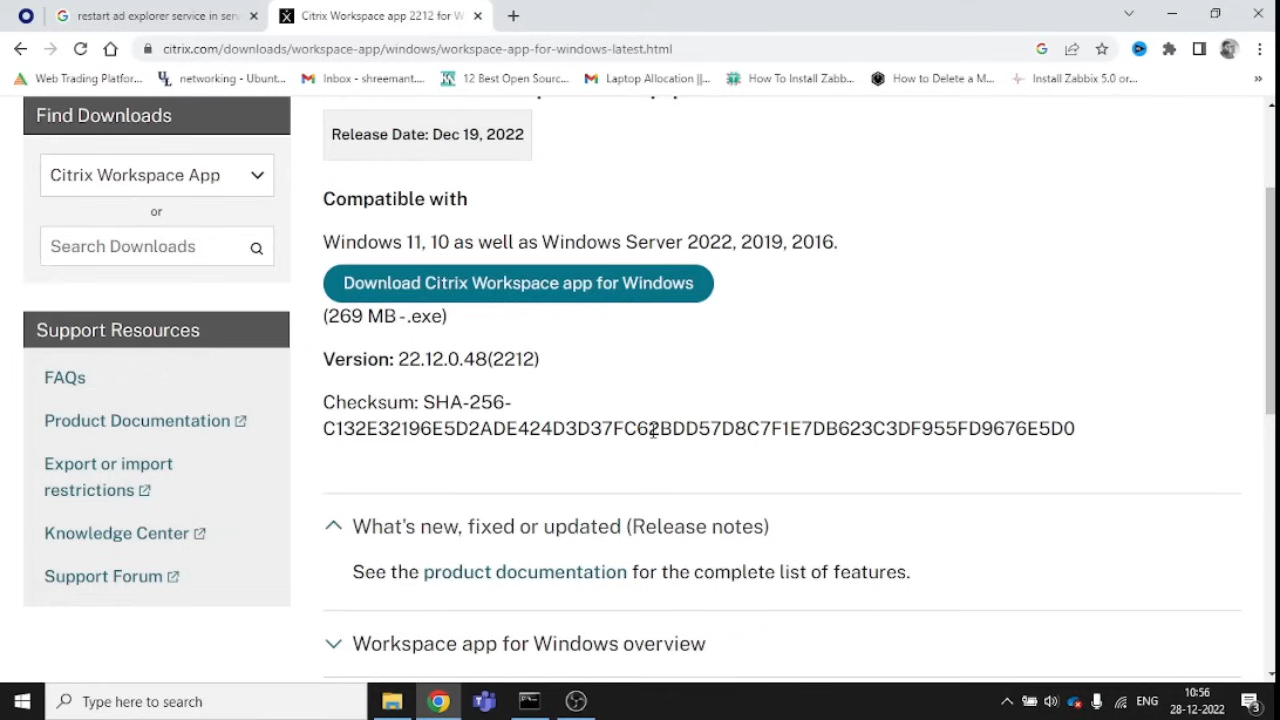 restart ad explorer service in serv
Citrix Workspace app 2212 for W
citrix.com/downloads/workspace-app/windows/workspace-app-for-windows-latest.html
Web Trading Platfor...
networking - Ubunt...
Inbox - shreemant...
12 Best Open Sourc...
Laptop Allocation ||...
How To Install Zabb...
How to Delete a M...
Install Zabbix 5.0 or...
Find Downloads
Citrix Workspace App
or
Search Downloads
Support Resources
FAQs
Product Documentation
Export or import
restrictions
Knowledge Center
Support Forum
Release Date: Dec 19, 2022
Compatible with
Windows 11, 10 as well as Windows Server 2022, 2019, 2016.
Download Citrix Workspace app for Windows
(269 MB - .exe)
Version: 22.12.0.48(2212)
Checksum: SHA-256-
C132E32196E5D2ADE424D3D37FC62BDD57D8C7F1E7DB623C3DF955FD9676E5D0
What's new, fixed or updated (Release notes)
See the product documentation for the complete list of features.
Workspace app for Windows overview
Type here to search
ENG
10:56
28-12-2022
3